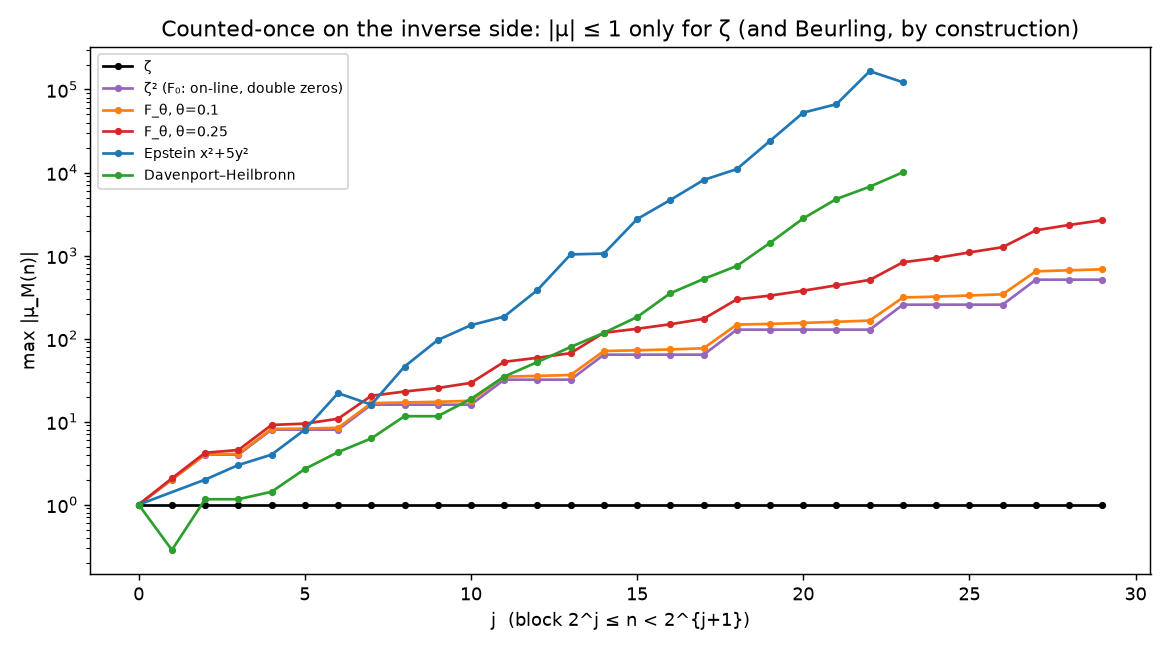 Counted-once on the inverse side: |μ| ≤ 1 only for ζ (and Beurling, by construction)
ζ
ζ² (F₀: on-line, double zeros)
F_θ, θ=0.1
F_θ, θ=0.25
Epstein x²+5y²
Davenport–Heilbronn
max |μ_M(n)|
10⁵
10⁴
10³
10²
10¹
10⁰
0 5 10 15 20 25 30
j (block 2^j ≤ n < 2^{j+1})